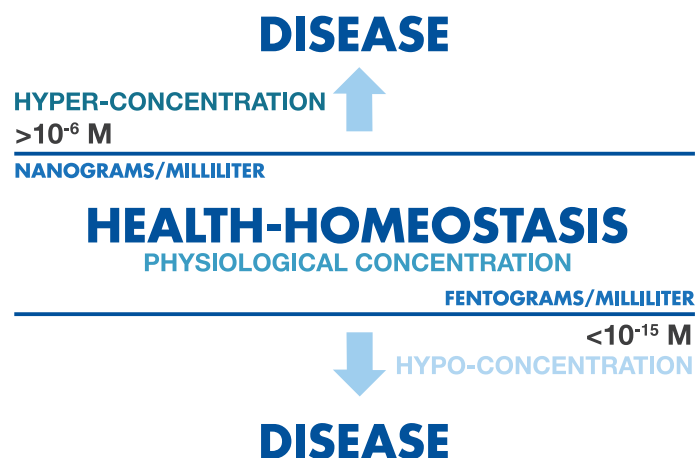 DISEASE
HYPER-CONCENTRATION
>10⁻⁶ M
NANOGRAMS/MILLILITER
HEALTH-HOMEOSTASIS
PHYSIOLOGICAL CONCENTRATION
FENTOGRAMS/MILLILITER
<10⁻¹⁵ M
HYPO-CONCENTRATION
DISEASE